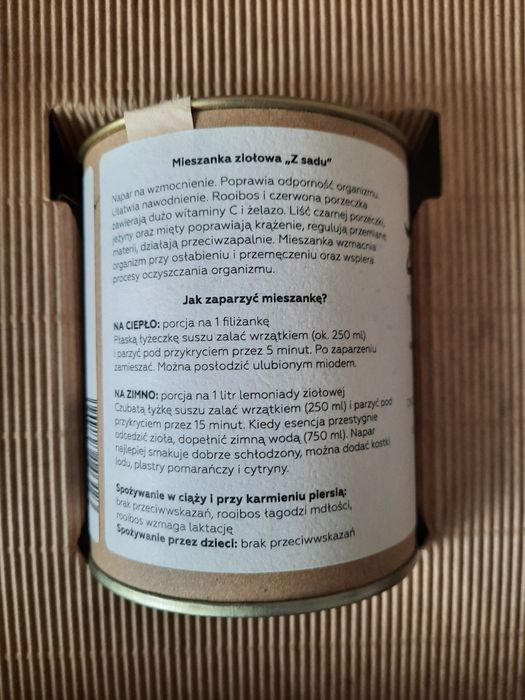 Mieszanka ziołowa „Z sadu"
Napar na wzmocnienie. Poprawia odporność organizmu.
Ułatwia nawodnienie. Rooibos i czerwona porzeczka
zawierają dużo witaminy C i żelazo. Liść czarnej porzeczki,
jeżyny oraz mięty poprawiają krążenie, regulują przemianę
materii, działają przeciwzapalnie. Mieszanka wzmacnia
organizm przy osłabieniu i przemęczeniu oraz wspiera
procesy oczyszczania organizmu.
Jak zaparzyć mieszankę?
NA CIEPŁO: porcja na 1 filiżankę
Płaską łyżeczkę suszu zalać wrzątkiem (ok. 250 ml)
i parzyć pod przykryciem przez 5 minut. Po zaparzeniu
zamieszać. Można posłodzić ulubionym miodem.
NA ZIMNO: porcja na 1 litr lemoniady ziołowej
Czubatą łyżkę suszu zalać wrzątkiem (250 ml) i parzyć pod
przykryciem przez 15 minut. Kiedy esencja przestygnie
odcedzić zioła, dopełnić zimną wodą (750 ml). Napar
najlepiej smakuje dobrze schłodzony, można dodać kostki
lodu, plastry pomarańczy i cytryny.
Spożywanie w ciąży i przy karmieniu piersią:
brak przeciwwskazań, rooibos łagodzi mdłości,
rooibos wzmaga laktację
Spożywanie przez dzieci: brak przeciwwskazań